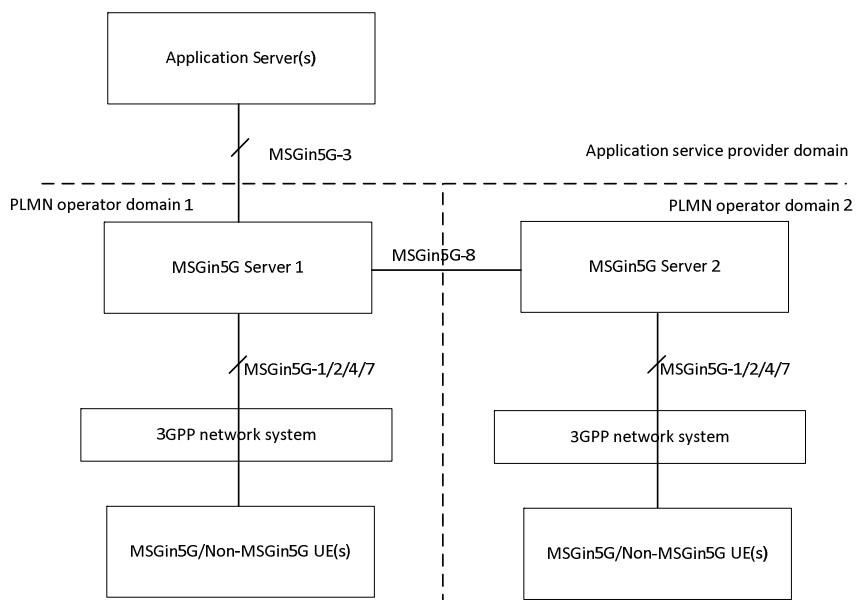 Application Server(s)
MSGin5G-3
Application service provider domain
PLMN operator domain 1
PLMN operator domain 2
MSGin5G Server 1
MSGin5G-8
MSGin5G Server 2
MSGin5G-1/2/4/7
MSGin5G-1/2/4/7
3GPP network system
3GPP network system
MSGin5G/Non-MSGin5G UE(s)
MSGin5G/Non-MSGin5G UE(s)